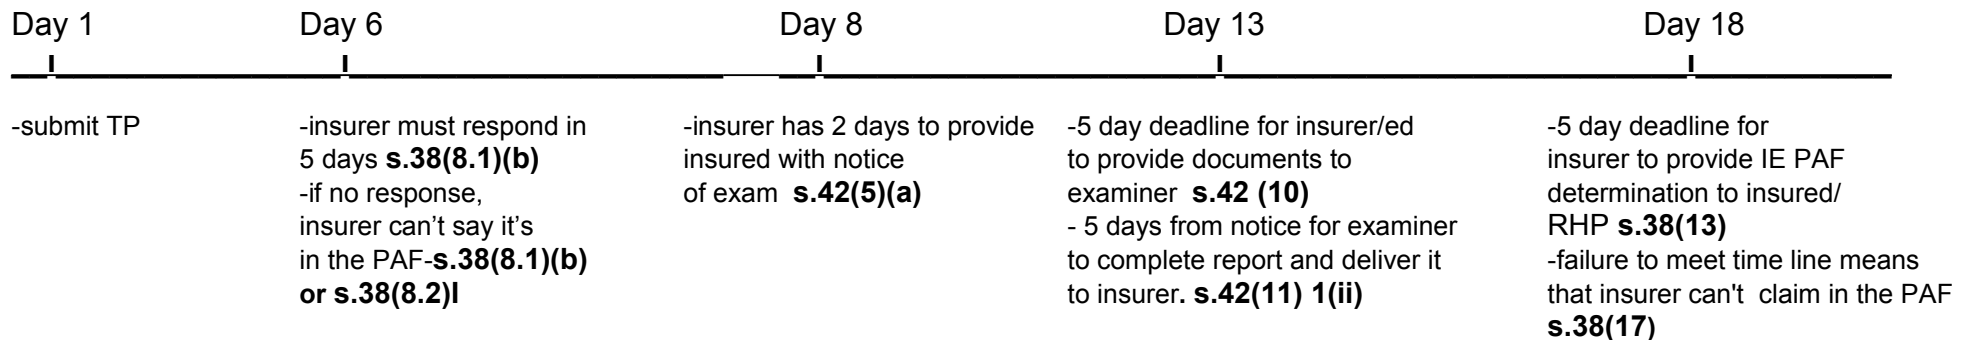 Day 1
Day 6
Day 8
Day 13
Day 18
-submit TP
-insurer must respond in
5 days s.38(8.1)(b)
-if no response,
insurer can't say it's
in the PAF-s.38(8.1)(b)
or s.38(8.2)I
-insurer has 2 days to provide
insured with notice
of exam s.42(5)(a)
-5 day deadline for insurer/ed
to provide documents to
examiner s.42 (10)
- 5 days from notice for examiner
to complete report and deliver it
to insurer. s.42(11) 1(ii)
-5 day deadline for
insurer to provide IE PAF
determination to insured/
RHP s.38(13)
-failure to meet time line means
that insurer can't claim in the PAF
s.38(17)